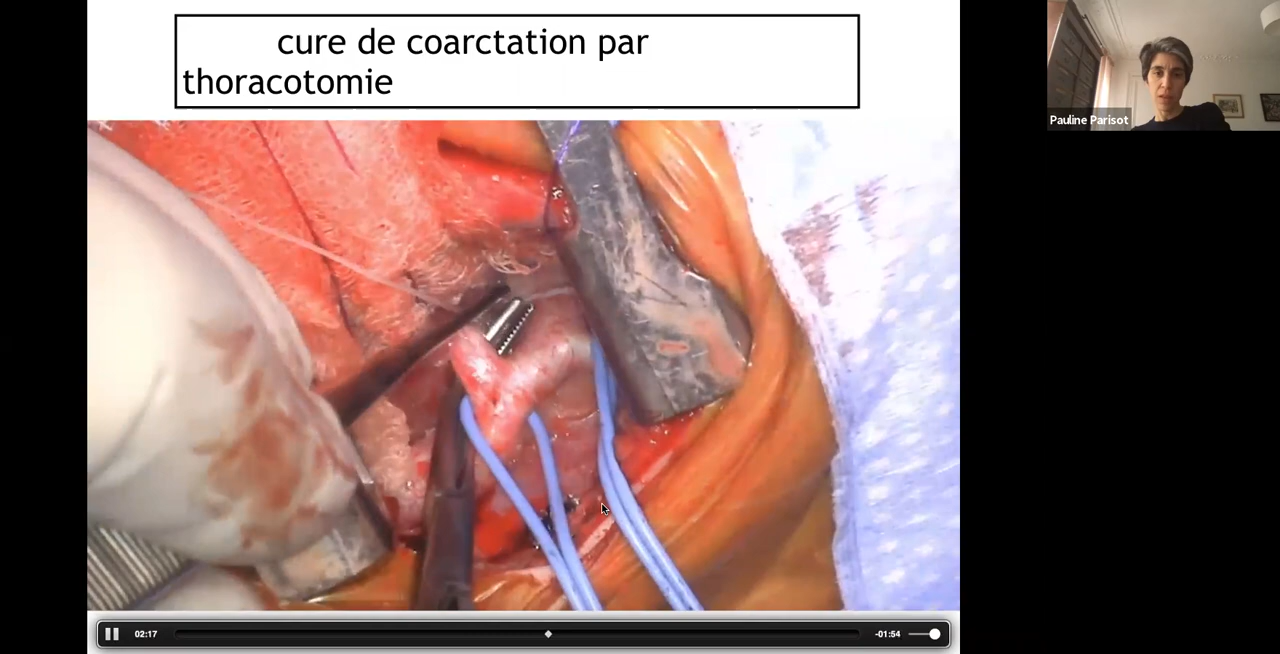 cure de coarctation par
thoracotomie
Pauline Parisot
02:17
-01:54